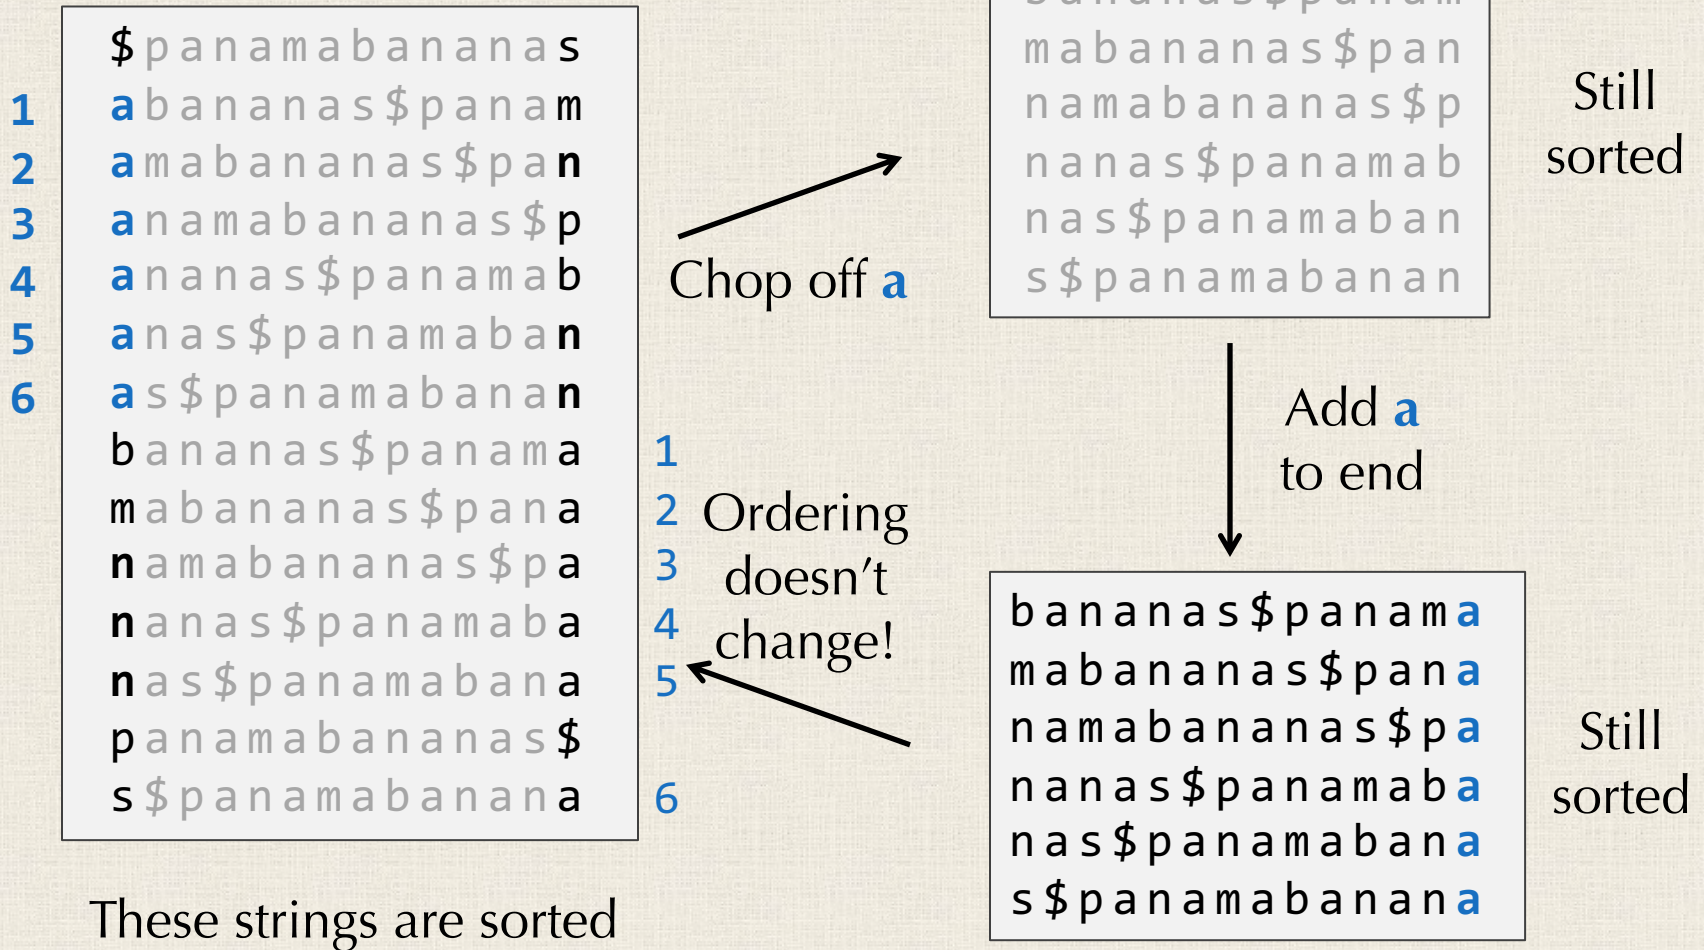 $panamabananas
1 abananas$panam
2 amabananas$pan
3 anamabananas$p
4 ananas$panamab
5 anas$panamaban
6 as$panamabanan
bananas$panama 1
mabananas$pana 2
namabananas$pa 3
nanas$panamaba 4
nas$panamabana 5
panamabananas$
s$panamabanana 6
These strings are sorted
Chop off a
bananas$panam
mabananas$pan
namabananas$p
nanas$panamab
nas$panamaban
s$panamabanan
Still
sorted
Add a
to end
bananas$panama
mabananas$pana
namabananas$pa
nanas$panamaba
nas$panamabana
s$panamabanana
Still
sorted
Ordering
doesn't
change!